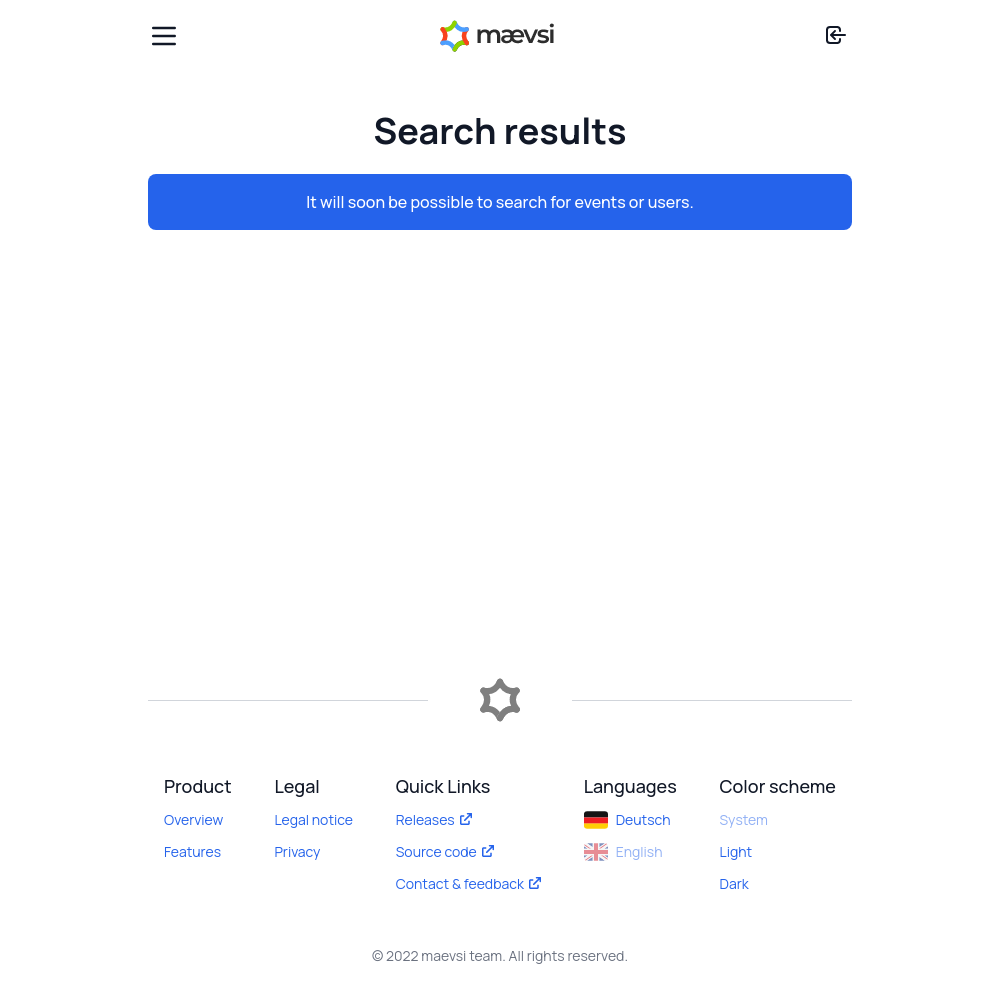 mævsi
Search results
It will soon be possible to search for events or users.
Product
Overview
Features
Legal
Legal notice
Privacy
Quick Links
Releases
Source code
Contact & feedback
Languages
Deutsch
English
Color scheme
System
Light
Dark
© 2022 maevsi team. All rights reserved.